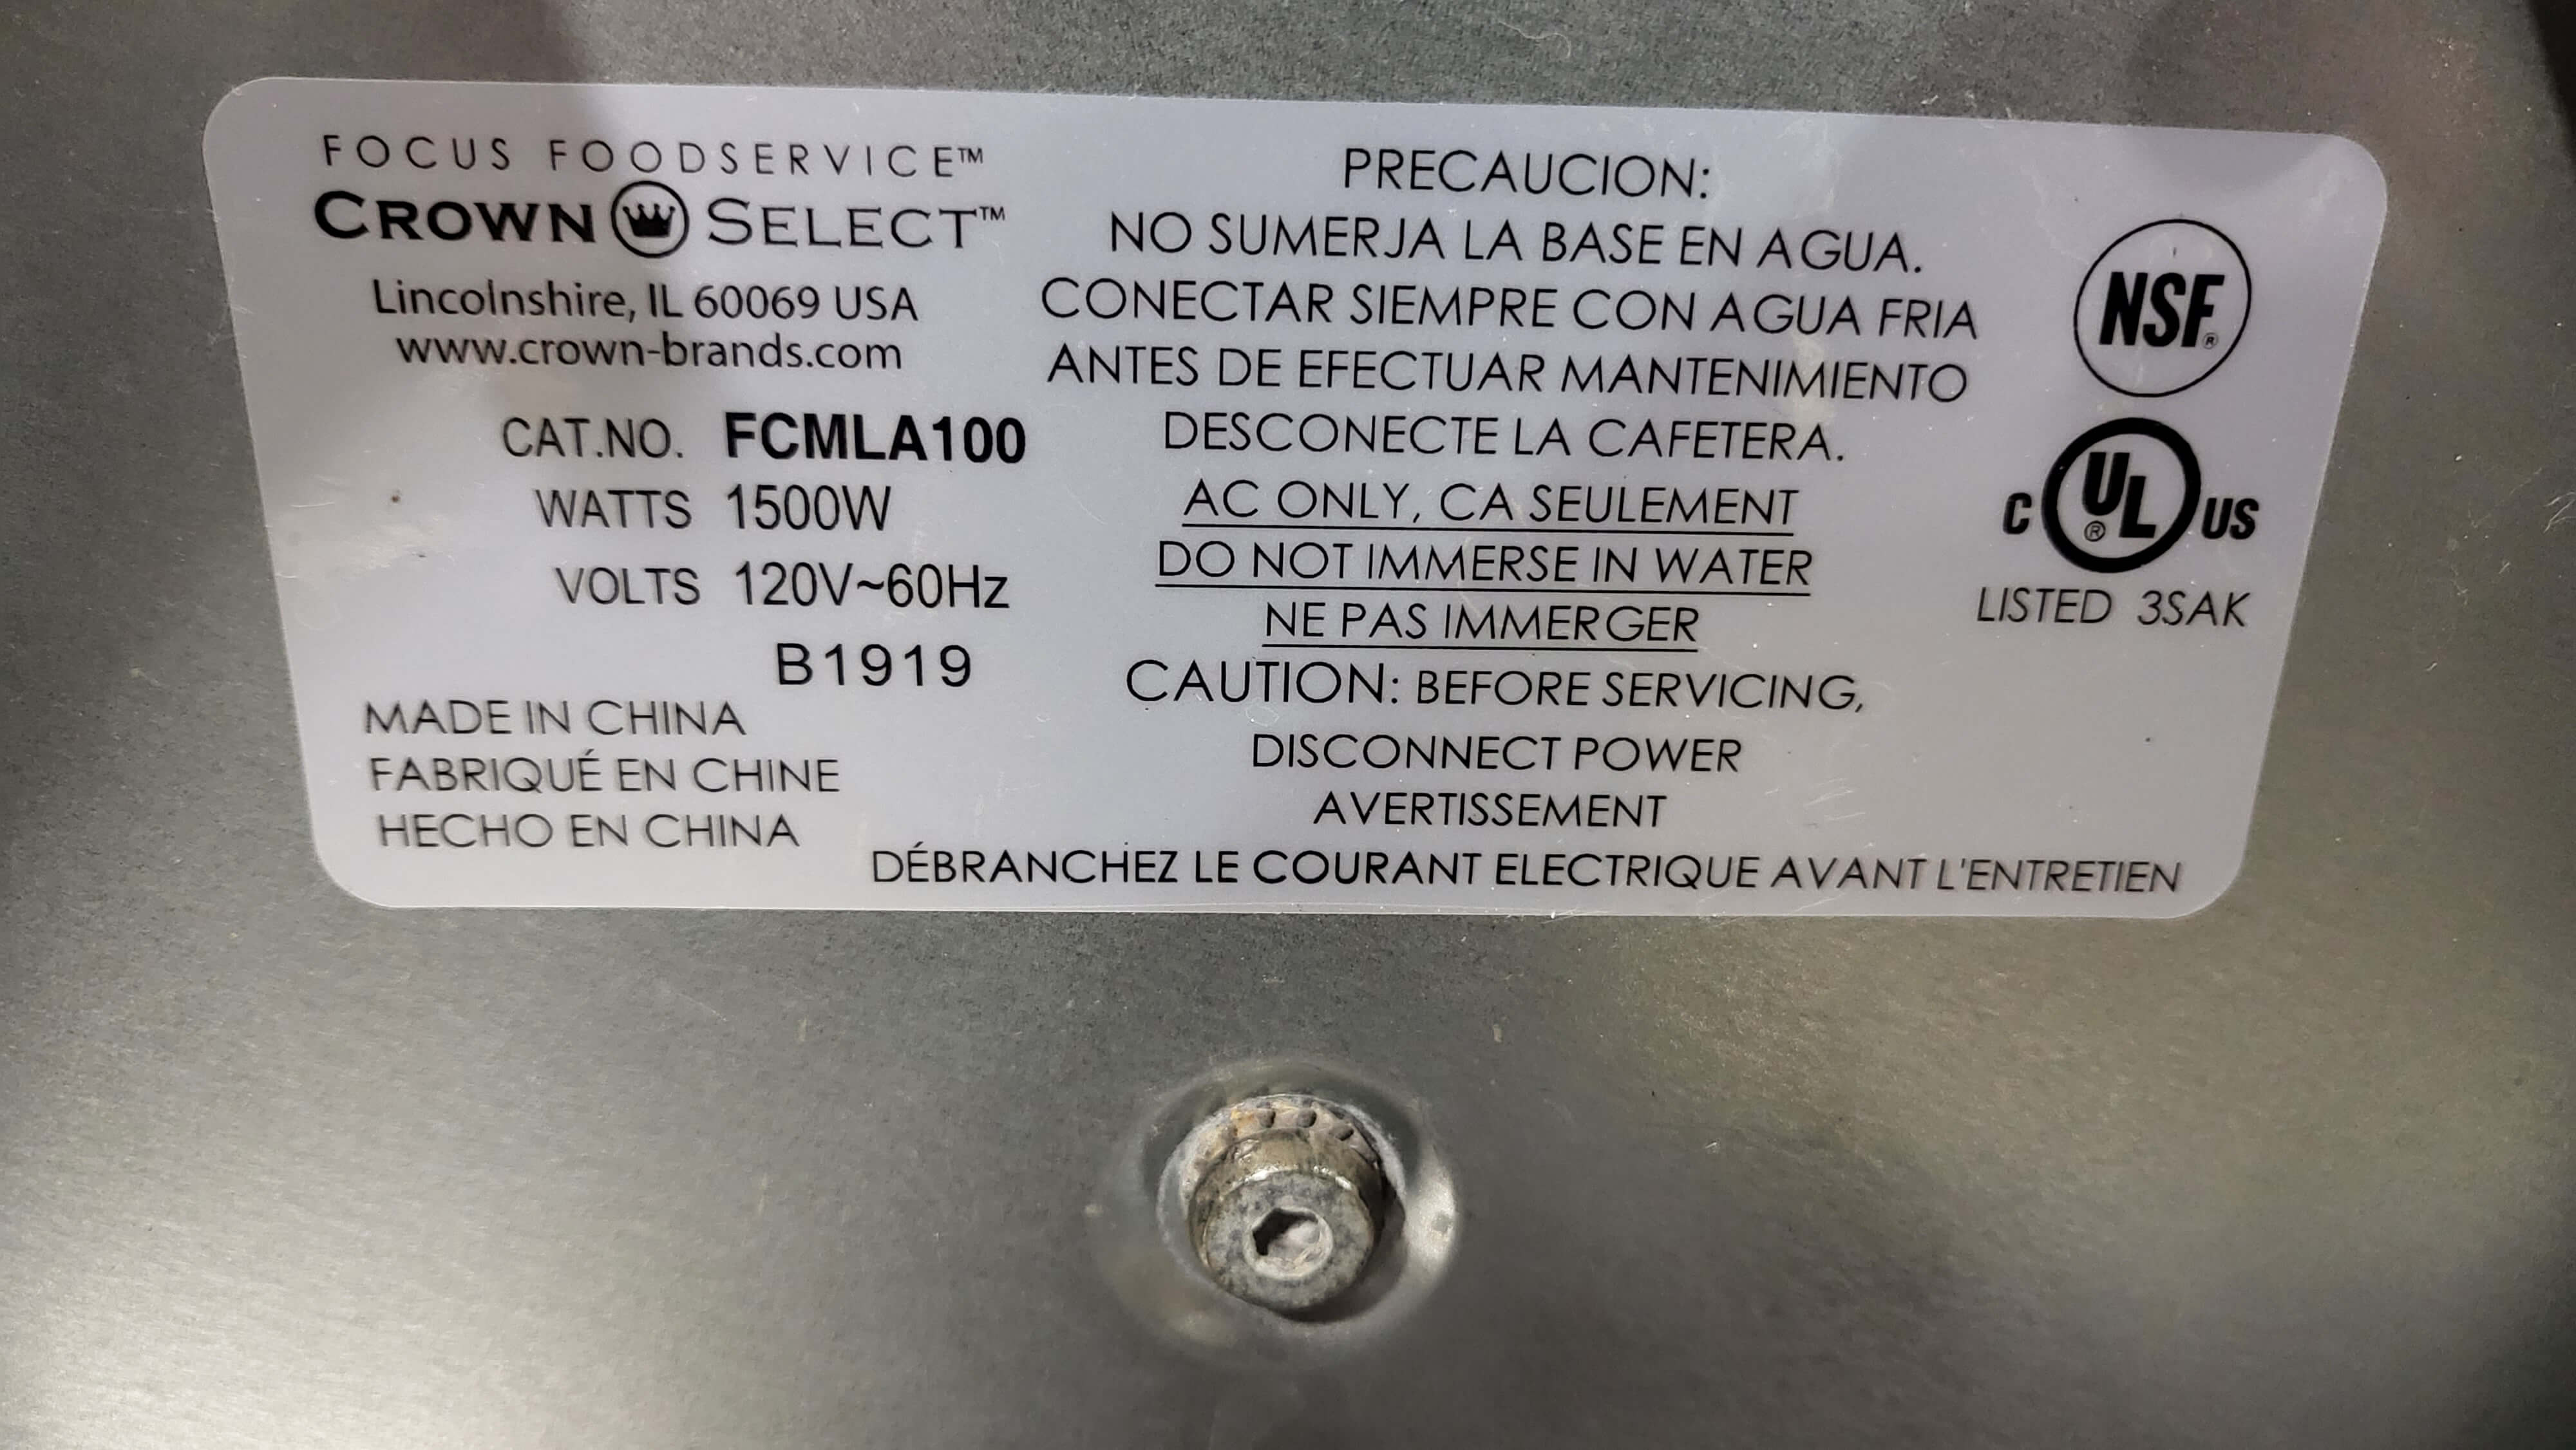 FOCUS FOODSERVICE™
CROWN SELECT™
Lincolnshire, IL 60069 USA
www.crown-brands.com
CAT.NO. FCMLA100
WATTS 1500W
VOLTS 120V~60Hz
B1919
MADE IN CHINA
FABRIQUÉ EN CHINE
HECHO EN CHINA
PRECAUCION:
NO SUMERJA LA BASE EN AGUA.
CONECTAR SIEMPRE CON AGUA FRIA
ANTES DE EFECTUAR MANTENIMIENTO
DESCONECTE LA CAFETERA.
AC ONLY, CA SEULEMENT
DO NOT IMMERSE IN WATER
NE PAS IMMERGER
CAUTION: BEFORE SERVICING,
DISCONNECT POWER
AVERTISSEMENT
DÉBRANCHEZ LE COURANT ELECTRIQUE AVANT L'ENTRETIEN
NSF®
C UL® US
LISTED 3SAK